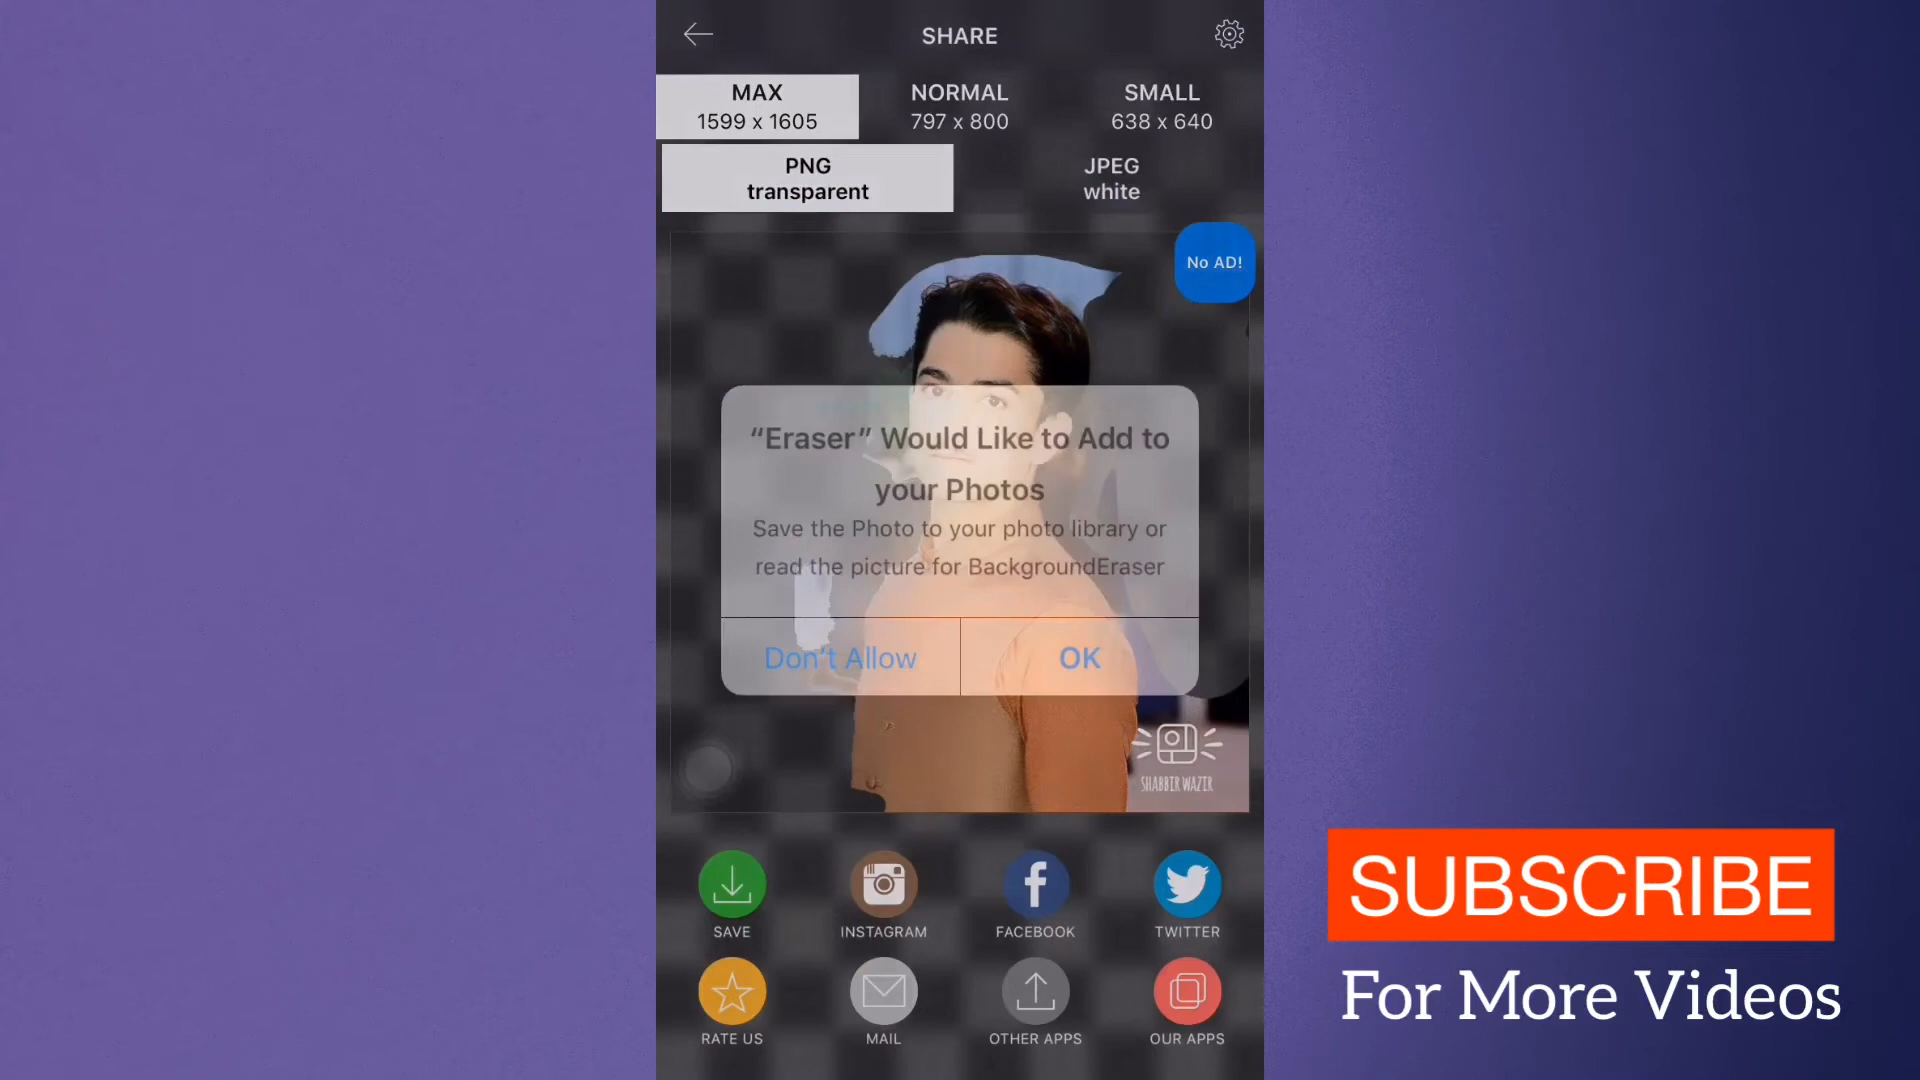 SHARE
MAX
1599 x 1605
NORMAL
797 x 800
SMALL
638 x 640
PNG
transparent
JPEG
white
No AD!
“Eraser” Would Like to Add to
your Photos
Save the Photo to your photo library or
read the picture for BackgroundEraser
Don’t Allow
OK
SHABBIR WAZIR
SAVE
INSTAGRAM
FACEBOOK
TWITTER
RATE US
MAIL
OTHER APPS
OUR APPS
SUBSCRIBE
For More Videos